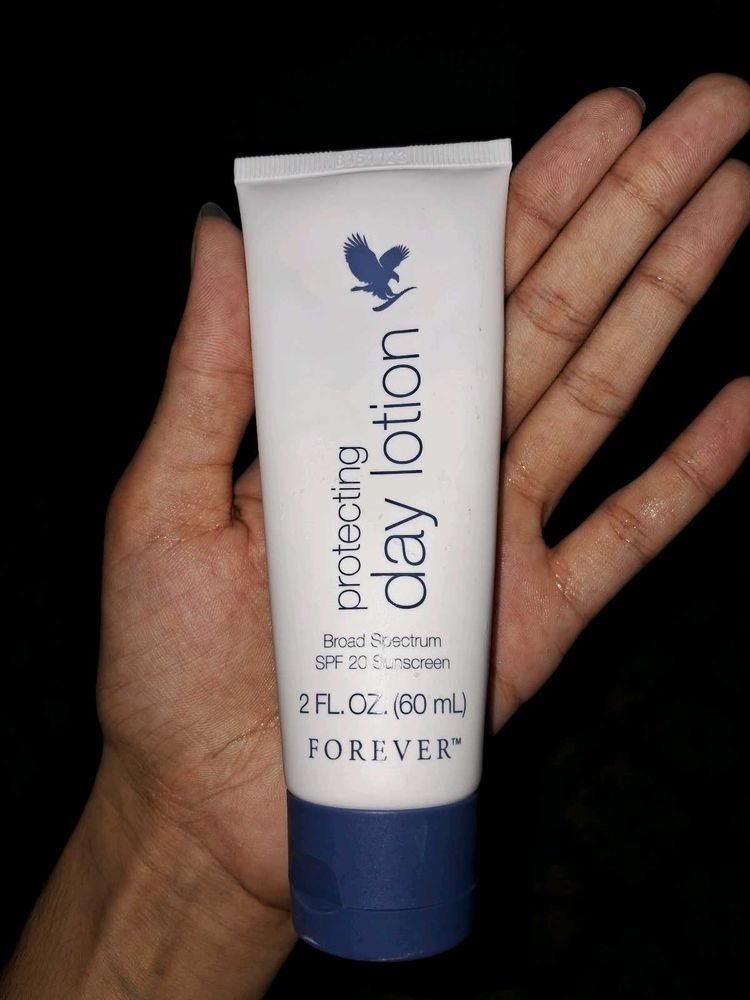 protecting
day lotion
Broad Spectrum
SPF 20 Sunscreen
2 FL.OZ. (60 mL)
FOREVER™